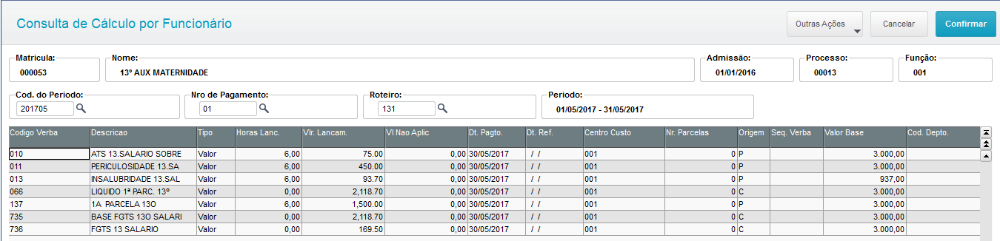 Consulta de Cálculo por Funcionário
Outras Ações Cancelar Confirmar
Matricula: Nome: Admissão: Processo: Função:
000053 13º AUX MATERNIDADE 01/01/2016 00013 001
Cod. do Periodo: Nro de Pagamento: Roteiro: Periodo:
201705 01 131 01/05/2017 - 31/05/2017
Codigo Verba Descricao Tipo Horas Lanc. Vlr. Lancam. Vl Nao Aplic Dt. Pagto. Dt. Ref. Centro Custo Nr. Parcelas Origem Seq. Verba Valor Base Cod. Depto.
010 ATS 13.SALARIO SOBRE Valor 6,00 75.00 0,00 30/05/2017 / / 001 0 P 3.000,00
011 PERICULOSIDADE 13.SA Valor 6,00 450.00 0,00 30/05/2017 / / 001 0 P 3.000,00
013 INSALUBRIDADE 13.SAL Valor 6,00 93.70 0,00 30/05/2017 / / 001 0 P 937,00
066 LIQUIDO 1ª PARC. 13º Valor 0,00 2,118.70 0,00 30/05/2017 / / 001 0 C 3.000,00
137 1A PARCELA 13O Valor 6,00 1,500.00 0,00 30/05/2017 / / 001 0 P 3.000,00
735 BASE FGTS 13O SALARI Valor 0,00 2,118.70 0,00 30/05/2017 / / 001 0 C 3.000,00
736 FGTS 13 SALARIO Valor 0,00 169.50 0,00 30/05/2017 / / 001 0 C 3.000,00